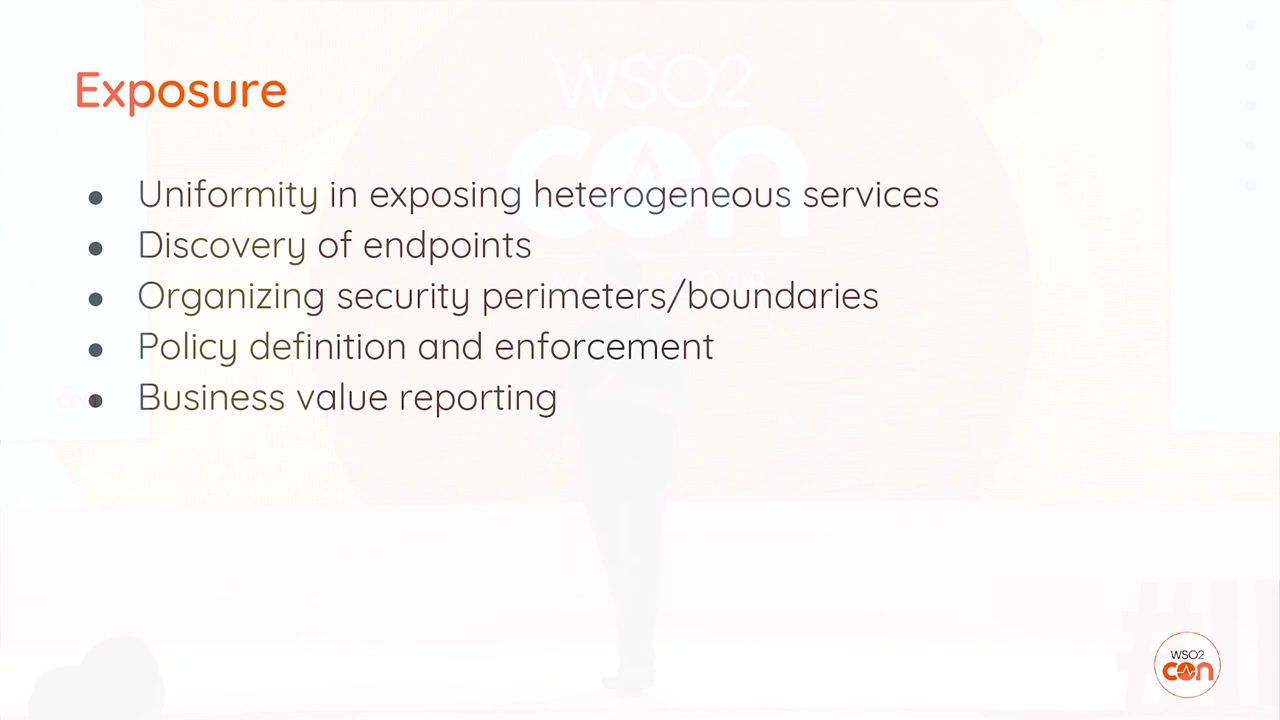 WSO2
con
Exposure
● Uniformity in exposing heterogeneous services
● Discovery of endpoints
● Organizing security perimeters/boundaries
● Policy definition and enforcement
● Business value reporting
WSO2
con